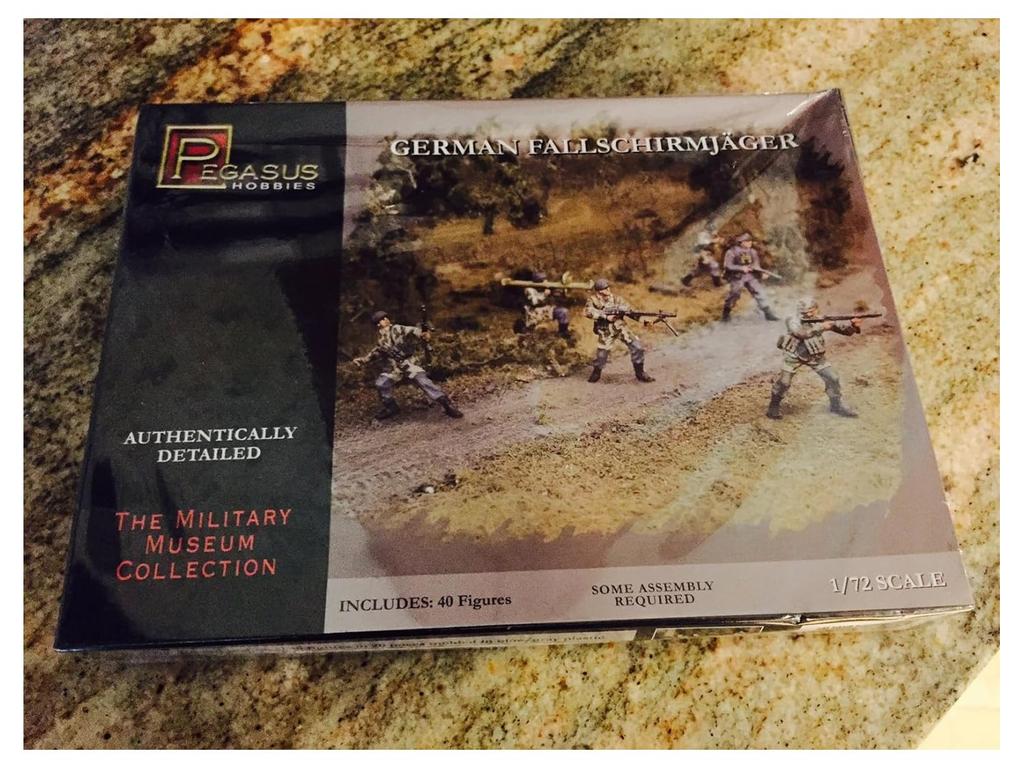 PEGASUS
HOBBIES
GERMAN FALLSCHIRMJÄGER
AUTHENTICALLY
DETAILED
THE MILITARY
MUSEUM
COLLECTION
INCLUDES: 40 Figures
SOME ASSEMBLY
REQUIRED
1/72 SCALE